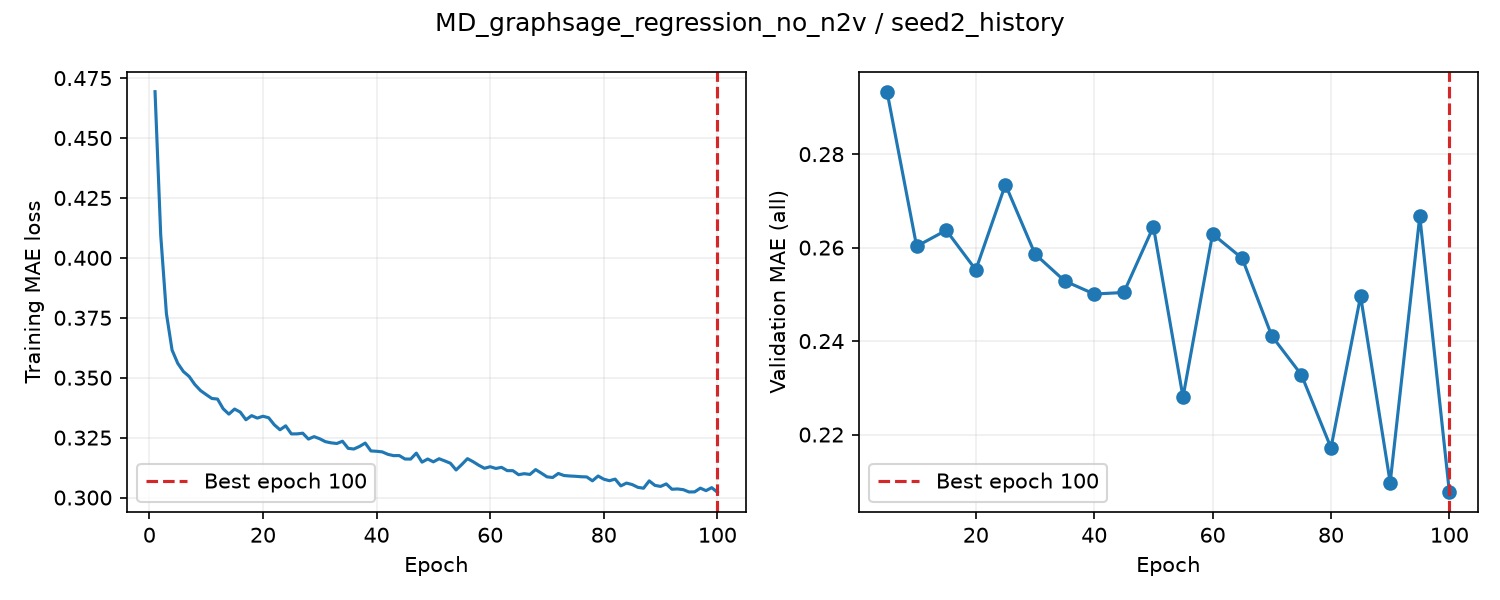 MD_graphsage_regression_no_n2v / seed2_history
Training MAE loss
0.475
0.450
0.425
0.400
0.375
0.350
0.325
0.300
Best epoch 100
0 20 40 60 80 100
Epoch
Validation MAE (all)
0.28
0.26
0.24
0.22
Best epoch 100
20 40 60 80 100
Epoch